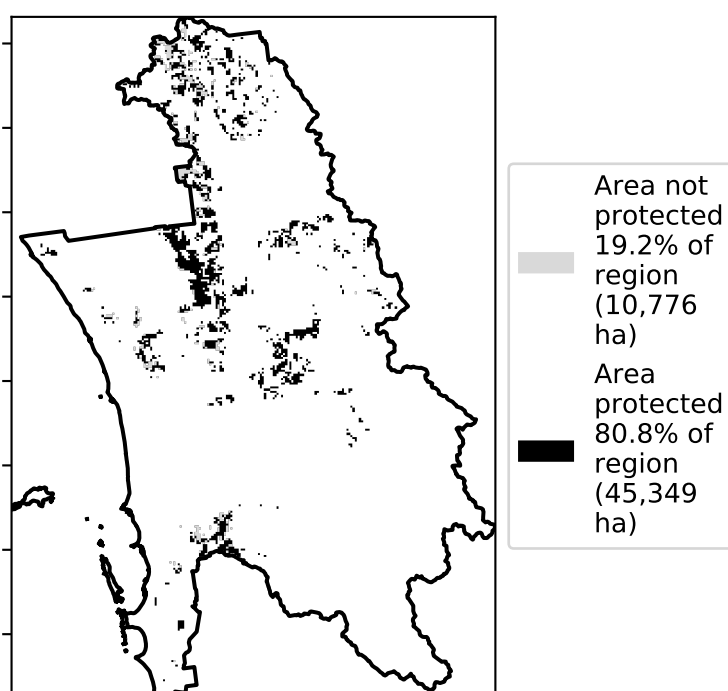 Area not
protected
19.2% of
region
(10,776
ha)
Area
protected
80.8% of
region
(45,349
ha)